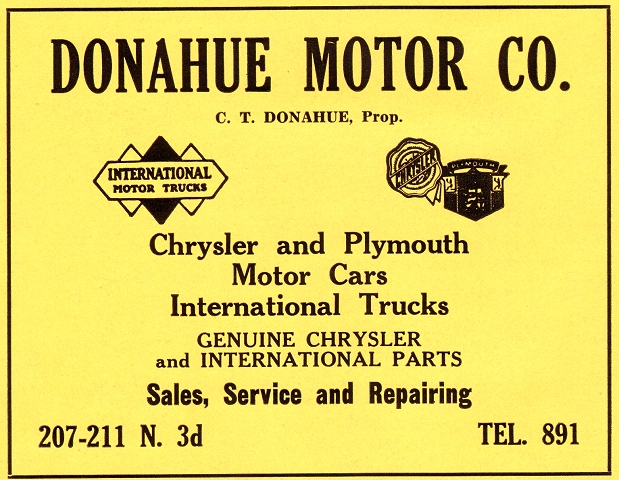 DONAHUE MOTOR CO.
C. T. DONAHUE, Prop.
INTERNATIONAL
MOTOR TRUCKS
CHRYSLER
PLYMOUTH
Chrysler and Plymouth
Motor Cars
International Trucks
GENUINE CHRYSLER
and INTERNATIONAL PARTS
Sales, Service and Repairing
207-211 N. 3d
TEL. 891